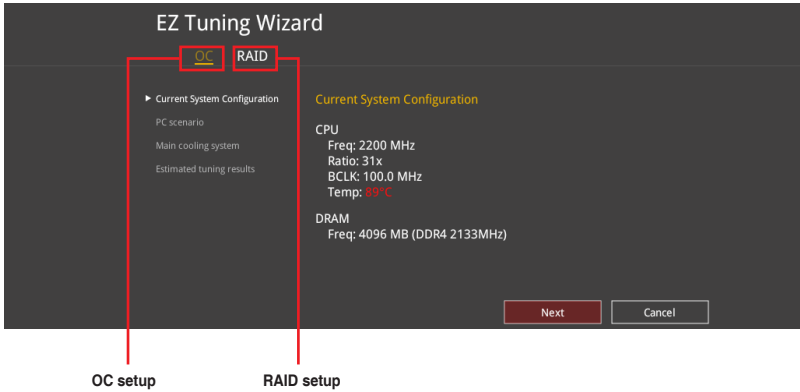 EZ Tuning Wizard
OC RAID
Current System Configuration
PC scenario
Main cooling system
Estimated tuning results
Current System Configuration
CPU
Freq: 2200 MHz
Ratio: 31x
BCLK: 100.0 MHz
Temp: 89°C
DRAM
Freq: 4096 MB (DDR4 2133MHz)
Next Cancel
OC setup RAID setup